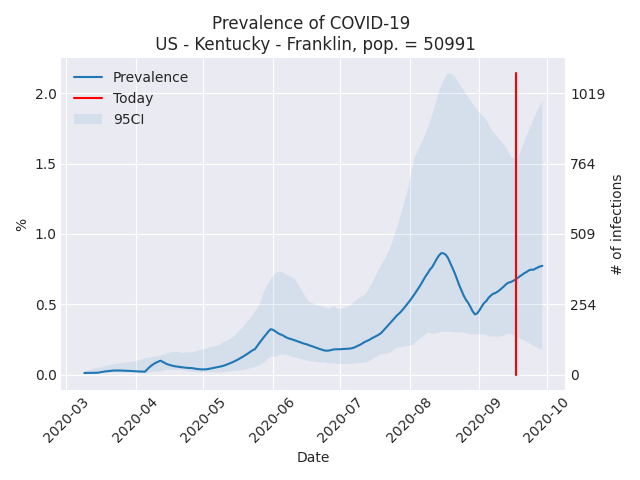 Prevalence of COVID-19
US - Kentucky - Franklin, pop. = 50991
Prevalence
Today
95CI
2.0
1.5
1.0
0.5
0.0
%
1019
764
509
254
0
# of infections
2020-03
2020-04
2020-05
2020-06
2020-07
2020-08
2020-09
2020-10
Date